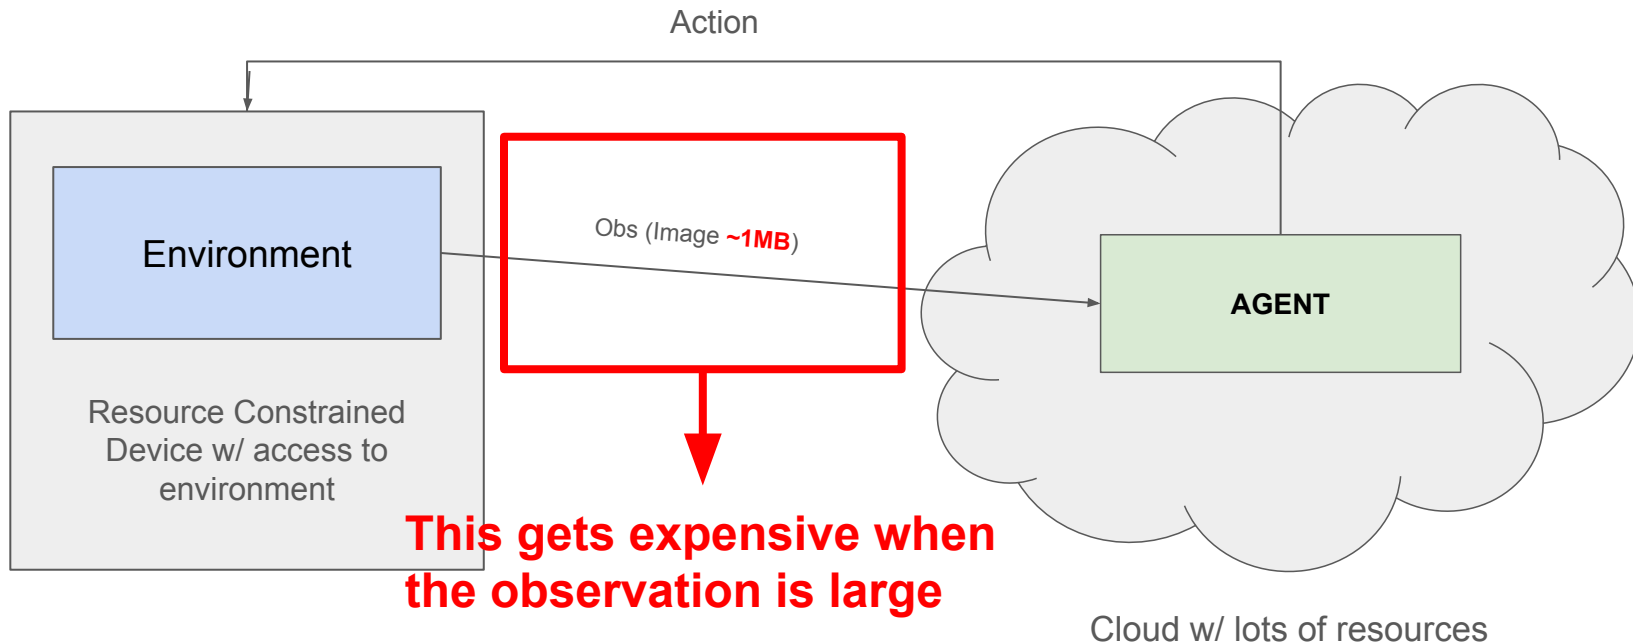 Action
Environment
Obs (Image ~1MB)
AGENT
Resource Constrained
Device w/ access to
environment
This gets expensive when
the observation is large
Cloud w/ lots of resources